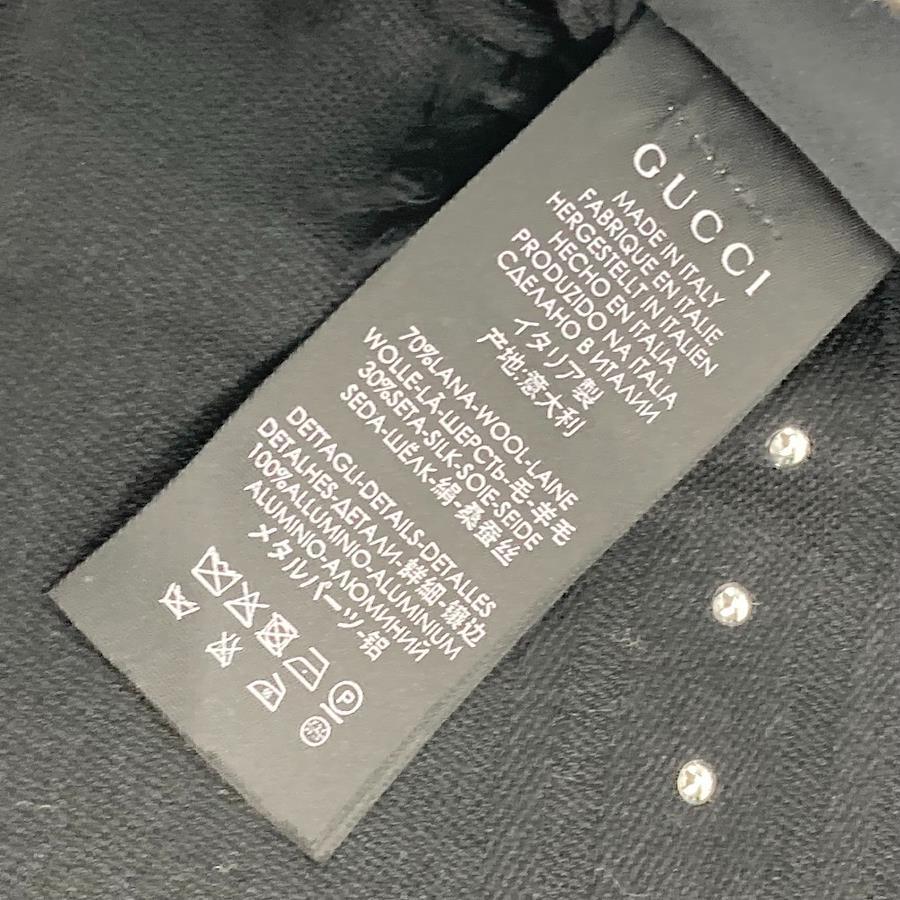 GUCCI
MADE IN ITALY
FABRIQUE EN ITALIE
HERGESTELLT IN ITALIEN
HECHO EN ITALIA
PRODUZIDO NA ITALIA
СДЕЛАНО В ИТАЛИИ
イタリア製
产地:意大利
70%LANA-WOOL-LAINE
WOLLE-LÃ-ШЕРСТЬ-毛-羊毛
30%SETA-SILK-SOIE-SEIDE
SEDA-ШЁЛК-絹-桑蚕丝
DETTAGLI-DETAILS-DETALLES
DETALHES-ДЕТАЛИ-詳細-镶边
100%ALLUMINIO-ALUMINIUM
ALUMINIO-АЛЮМИНИЙ
メタルパーツ-铝
P